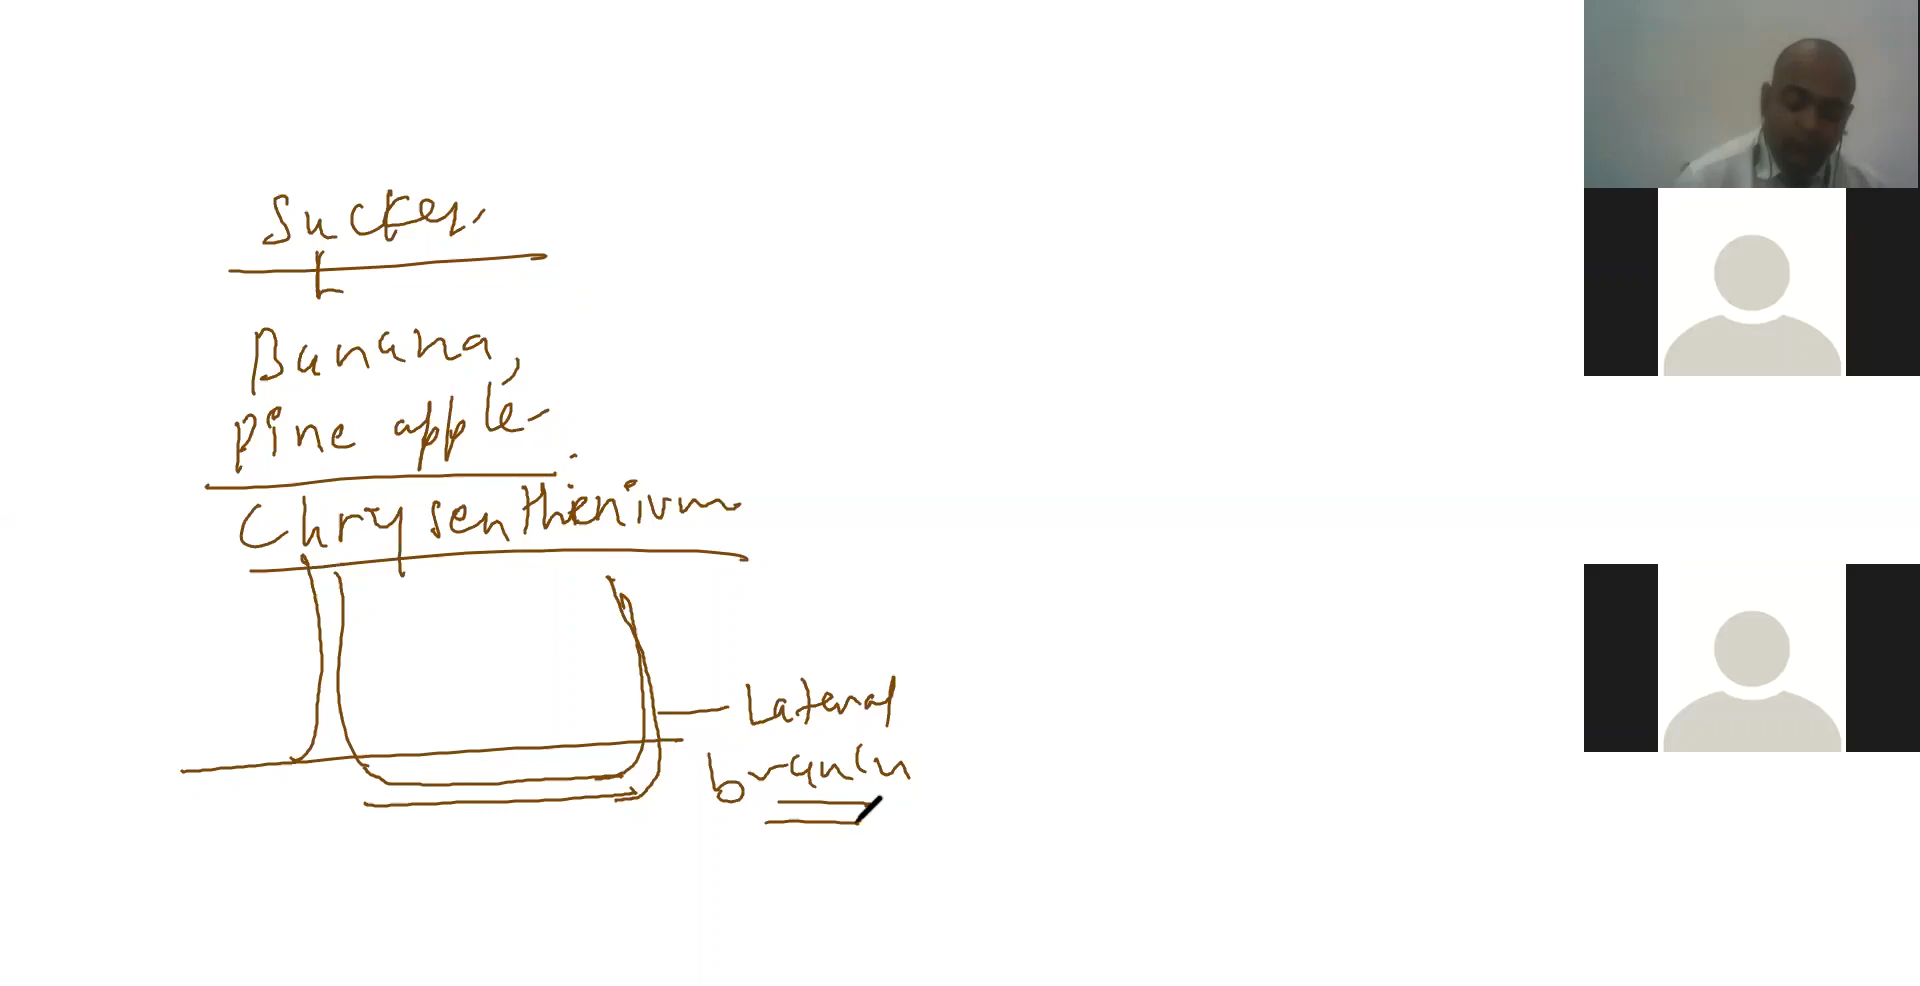 Sucker.
Banana,
Pine apple-
Chrysenthenium
Lateral
branch